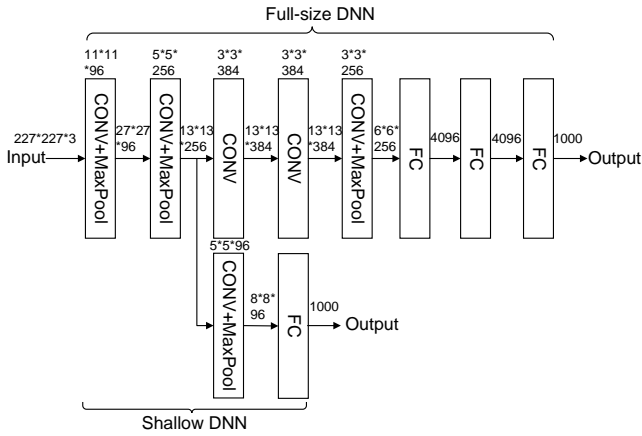 Full-size DNN
11*11
*96
5*5*
256
3*3*
384
3*3*
384
3*3*
256
227*227*3
Input
CONV+MaxPool
27*27
*96
CONV+MaxPool
13*13
*256
CONV
13*13
*384
CONV
13*13
*384
CONV+MaxPool
6*6*
256
FC
4096
FC
4096
FC
1000
Output
5*5*96
CONV+MaxPool
8*8*
96
FC
1000
Output
Shallow DNN